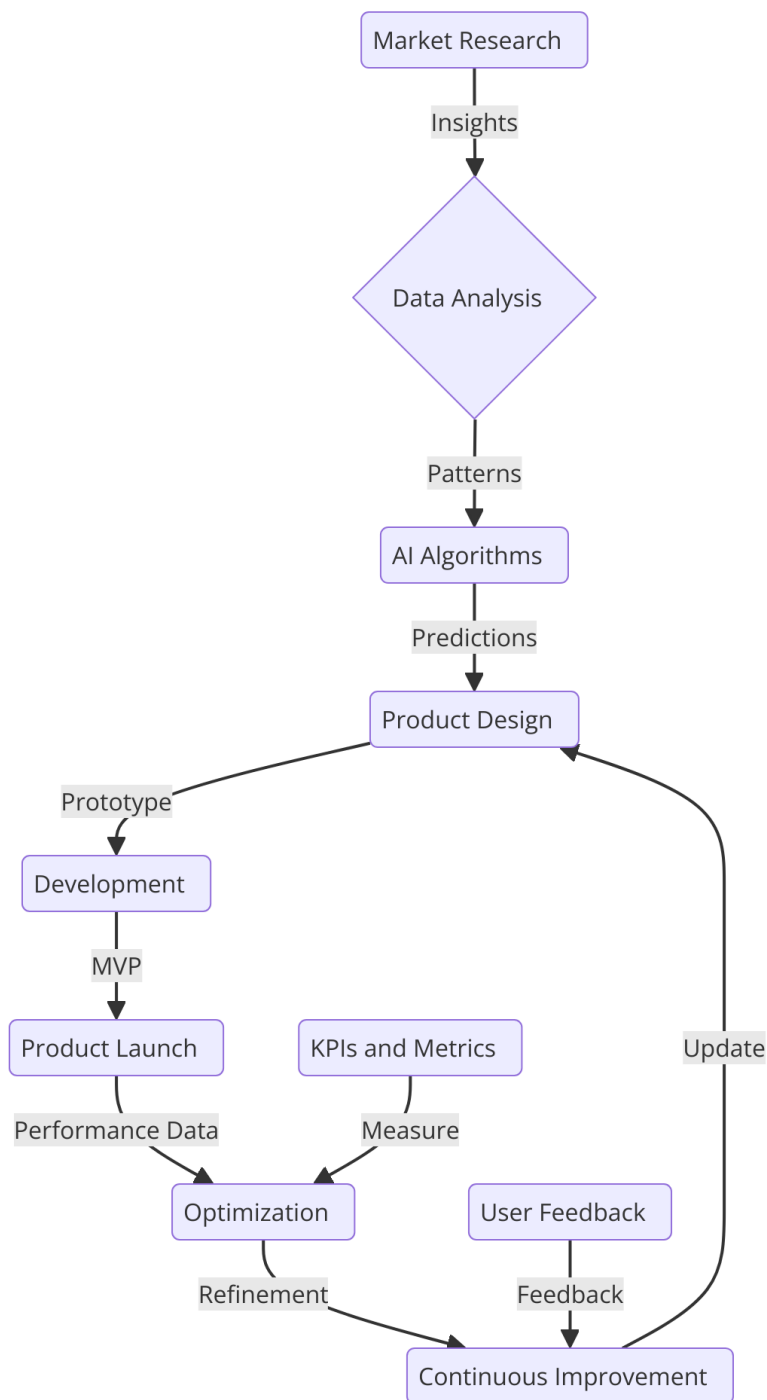 Market Research
Insights
Data Analysis
Patterns
AI Algorithms
Predictions
Product Design
Prototype
Development
MVP
Product Launch
KPIs and Metrics
Update
Performance Data
Measure
Optimization
User Feedback
Refinement
Feedback
Continuous Improvement